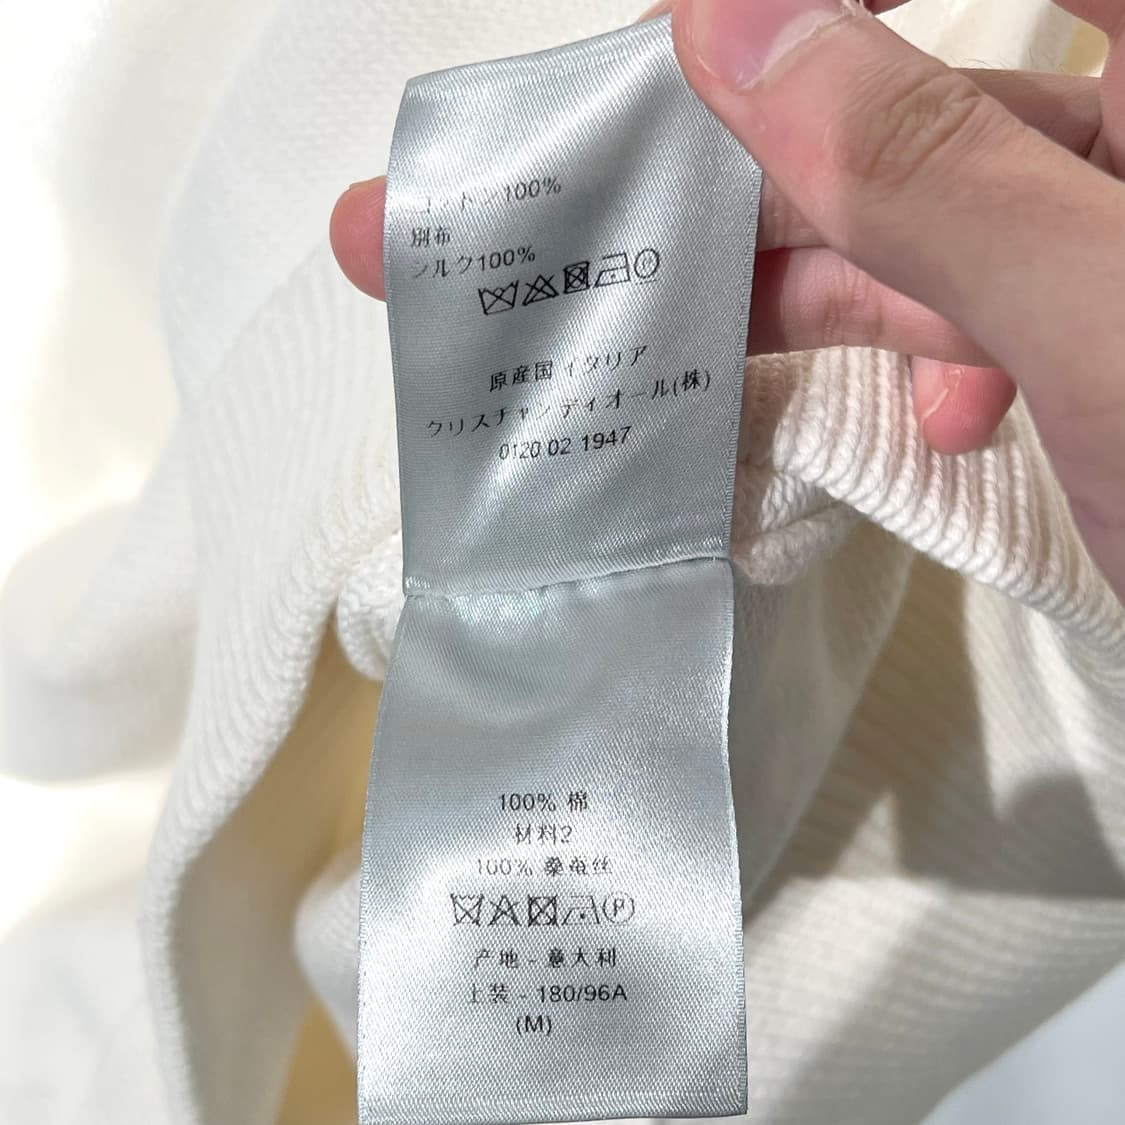 コットン100%
別布
シルク100%
原産国 イタリア
クリスチャンディオール(株)
0120 02 1947
100% 棉
材料2
100% 桑蚕丝
P
产地 - 意大利
上装 - 180/96A
(M)